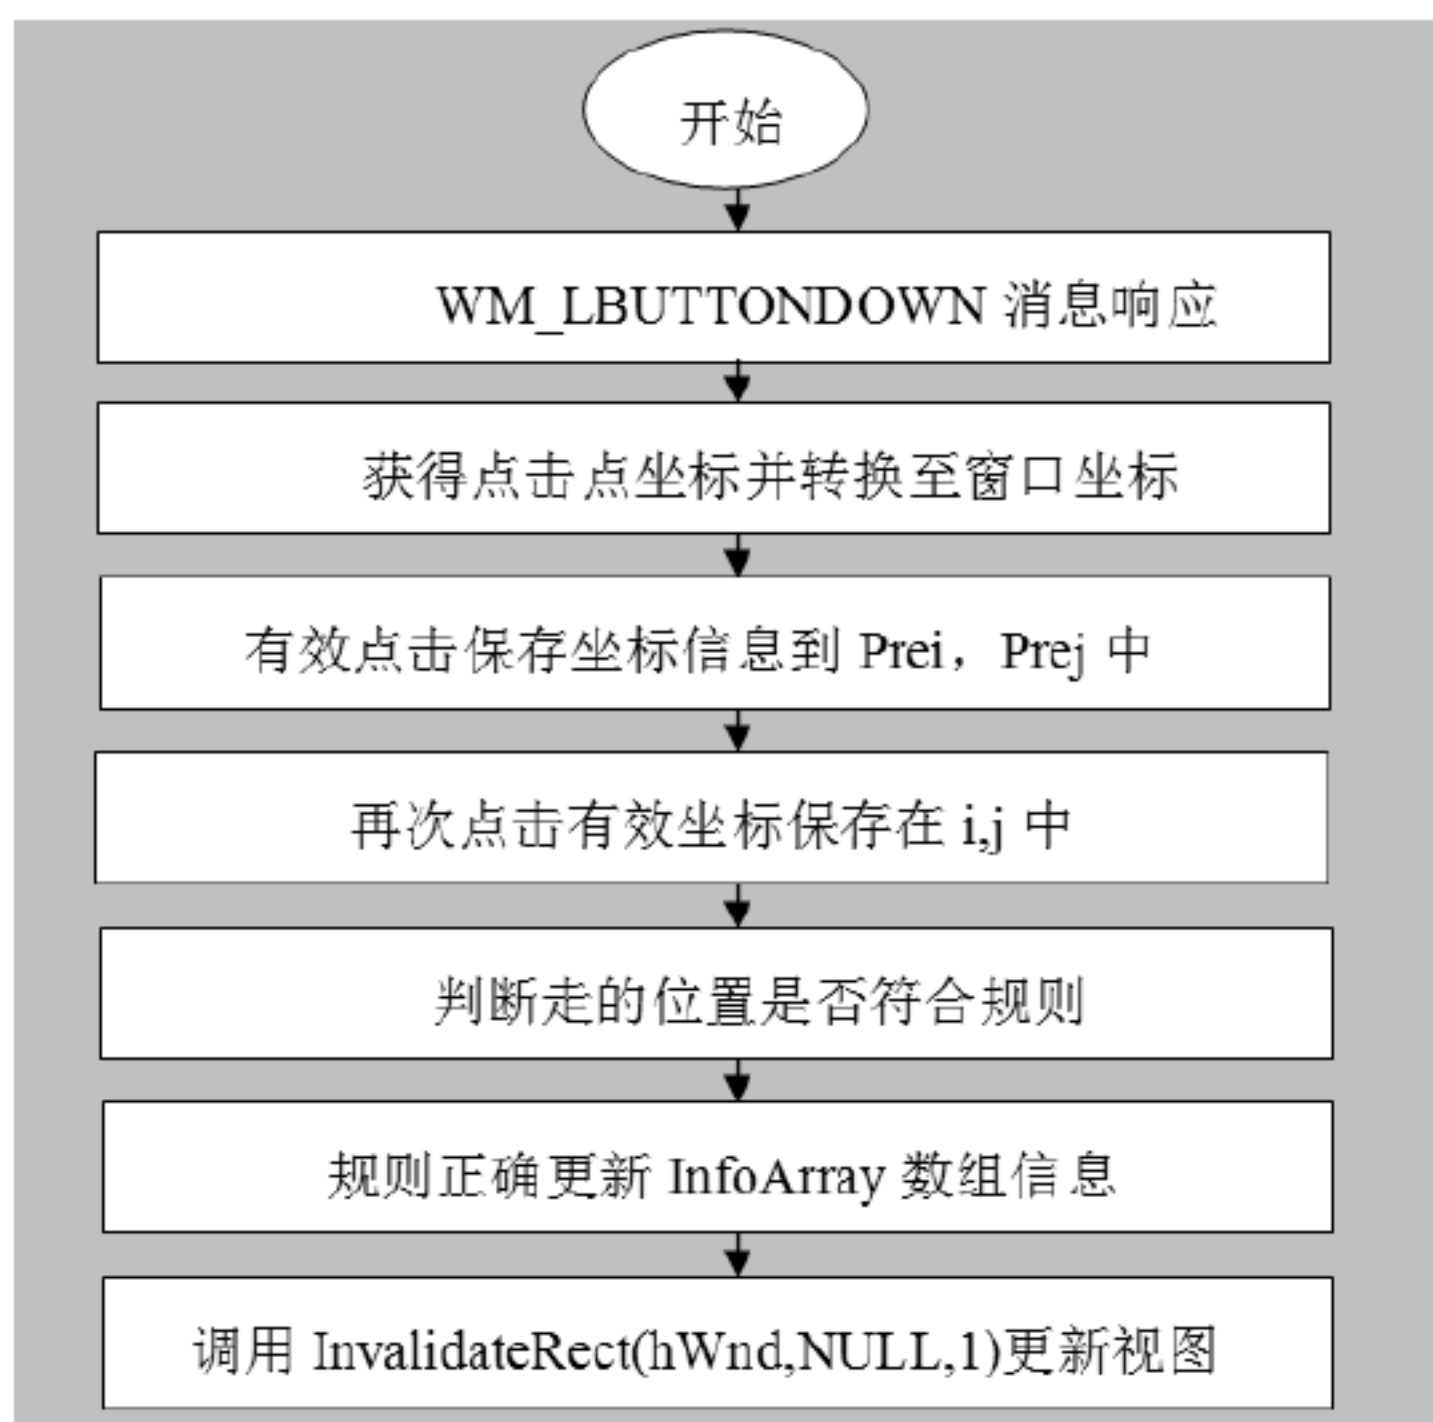 开始
WM_LBUTTONDOWN 消息响应
获得点击点坐标并转换至窗口坐标
有效点击保存坐标信息到 Prei，Prej 中
再次点击有效坐标保存在 i,j 中
判断走的位置是否符合规则
规则正确更新 InfoArray 数组信息
调用 InvalidateRect(hWnd,NULL,1)更新视图